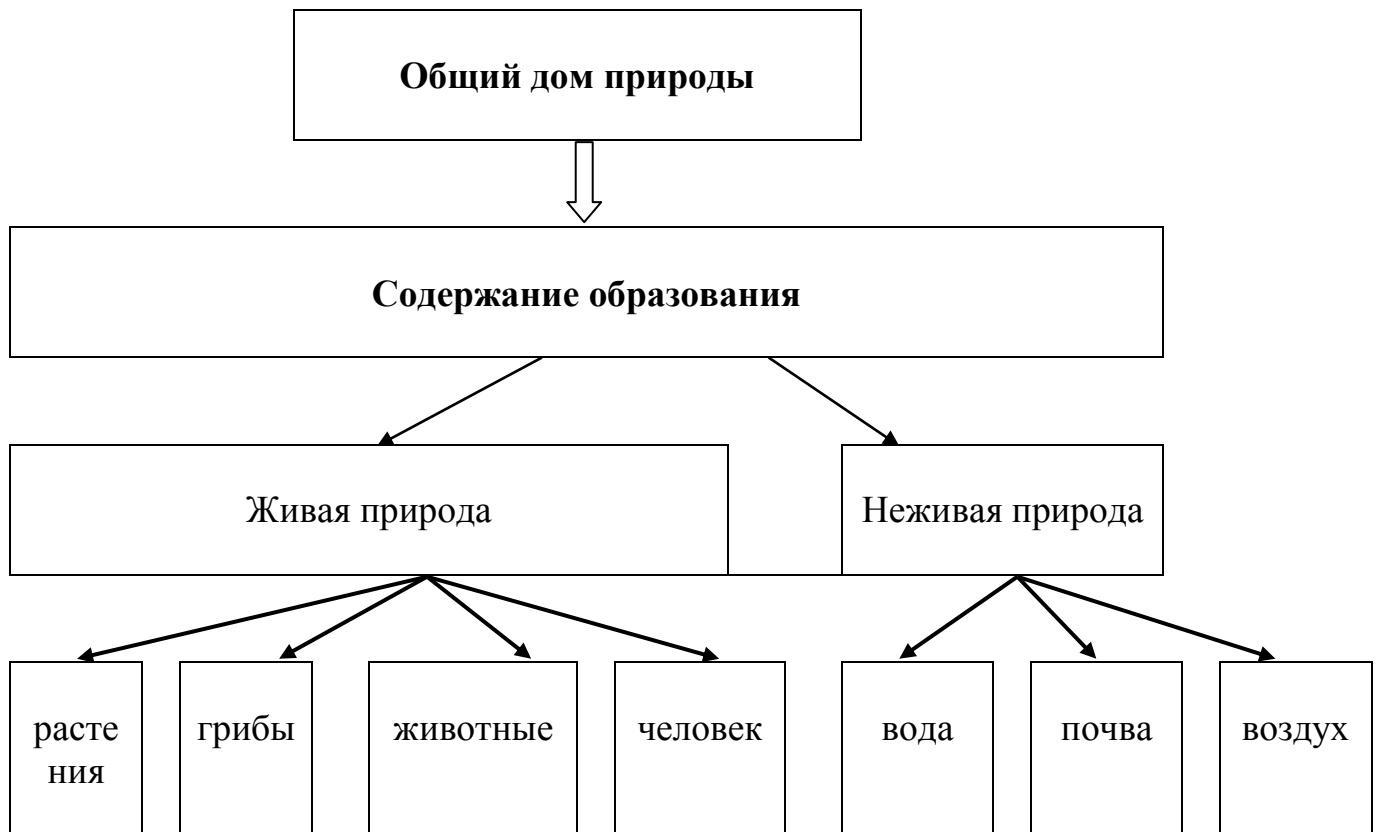 Общий дом природы
Содержание образования
Живая природа
Неживая природа
расте
ния
грибы
животные
человек
вода
почва
воздух